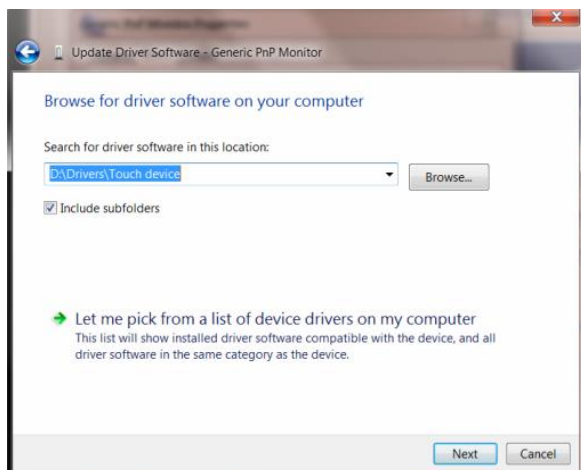 Update Driver Software - Generic PnP Monitor
Browse for driver software on your computer
Search for driver software in this location:
D:\Drivers\Touch device
Browse...
Include subfolders
Let me pick from a list of device drivers on my computer
This list will show installed driver software compatible with the device, and all
driver software in the same category as the device.
Next
Cancel